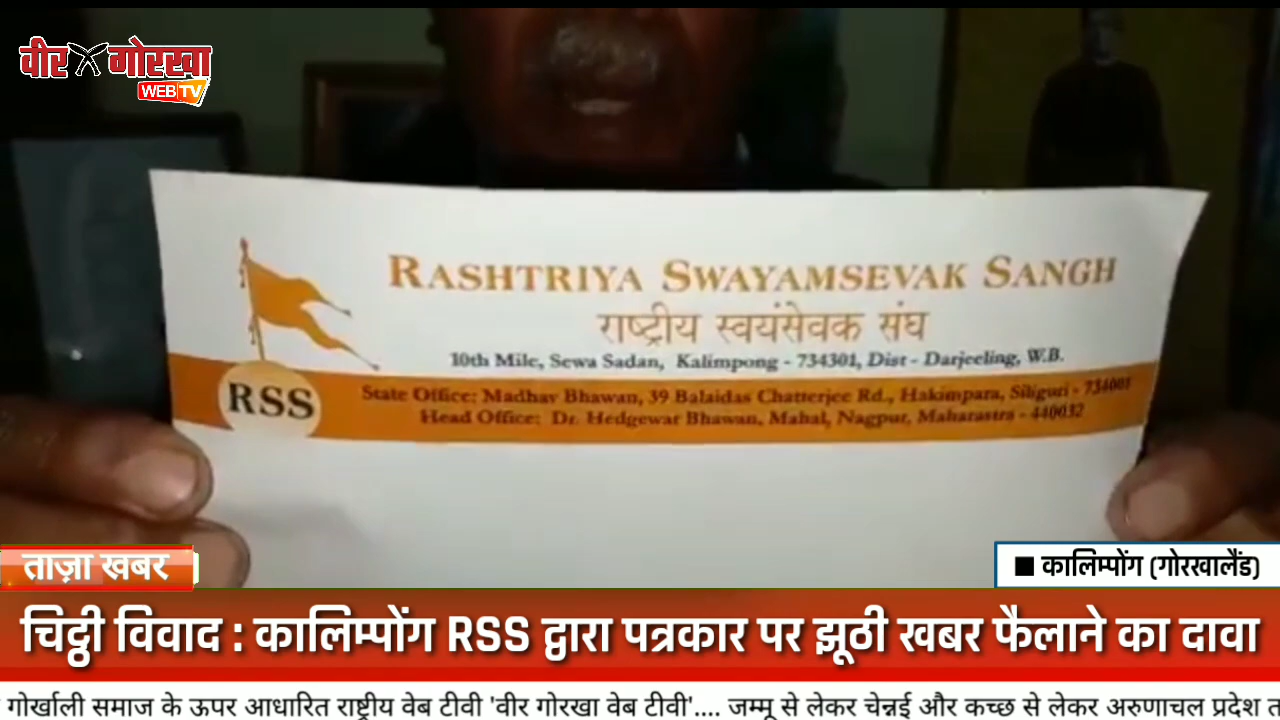 वीर गोरखा
WEB TV
RASHTRIYA SWAYAMSEVAK SANGH
राष्ट्रीय स्वयंसेवक संघ
10th Mile, Sewa Sadan, Kalimpong - 734301, Dist - Darjeeling, W.B.
RSS
State Office: Madhav Bhawan, 39 Balaidas Chatterjee Rd., Hakimpara, Siliguri - 734001
Head Office: Dr. Hedgewar Bhawan, Mahal, Nagpur, Maharastra - 440032
ताज़ा खबर
■ कालिम्पोंग (गोरखालैंड)
चिट्ठी विवाद : कालिम्पोंग RSS द्वारा पत्रकार पर झूठी खबर फैलाने का दावा
गोर्खाली समाज के ऊपर आधारित राष्ट्रीय वेब टीवी 'वीर गोरखा वेब टीवी'.... जम्मू से लेकर चेन्नई और कच्छ से लेकर अरुणाचल प्रदेश